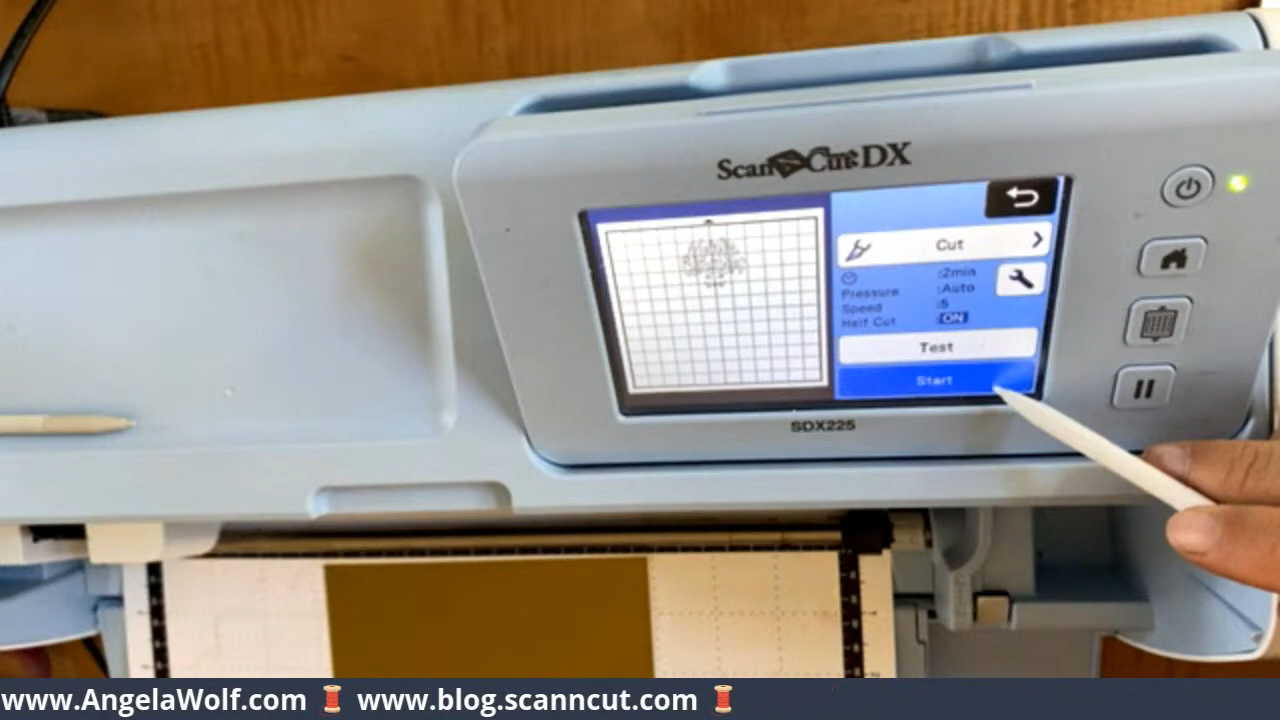 ScanNCut DX
Cut
:2min
Pressure :Auto
Speed :5
Half Cut :ON
Test
Start
SDX225
www.AngelaWolf.com 🧵 www.blog.scanncut.com 🧵